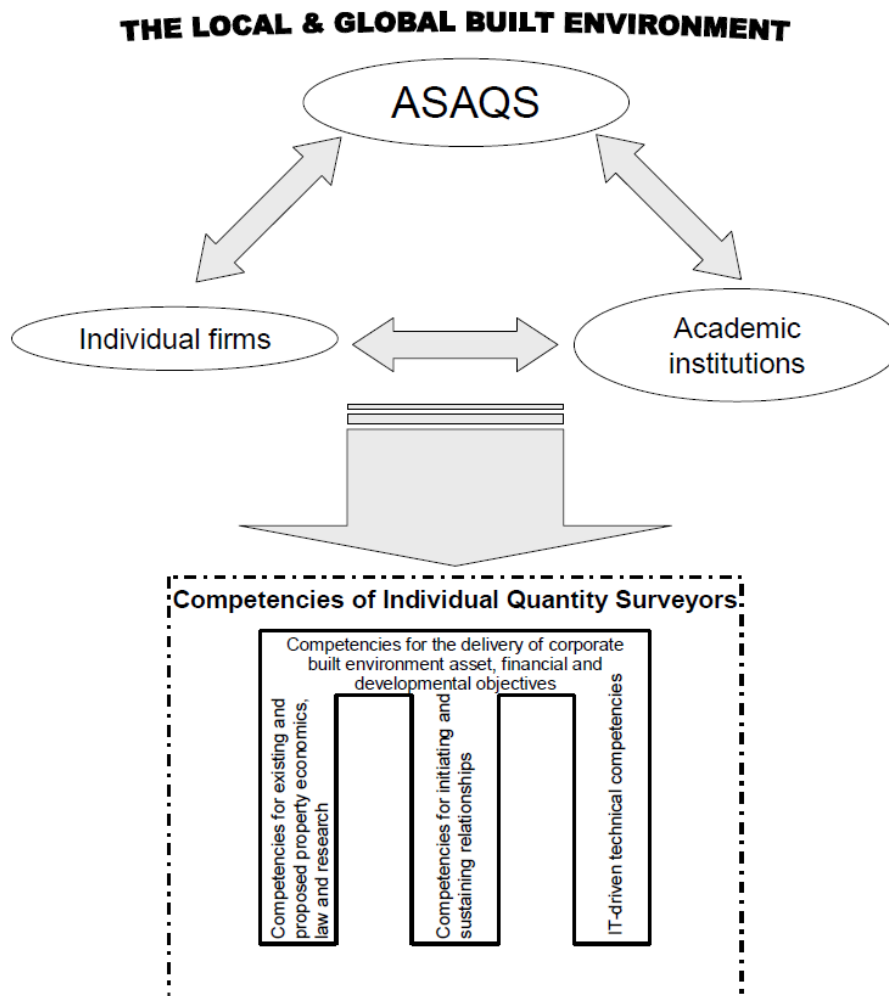 THE LOCAL & GLOBAL BUILT ENVIRONMENT
ASAQS
Individual firms
Academic
institutions
Competencies of Individual Quantity Surveyors
Competencies for the delivery of corporate
built environment asset, financial and
developmental objectives
Competencies for existing and
proposed property economics,
law and research
Competencies for initiating and
sustaining relationships
IT-driven technical competencies